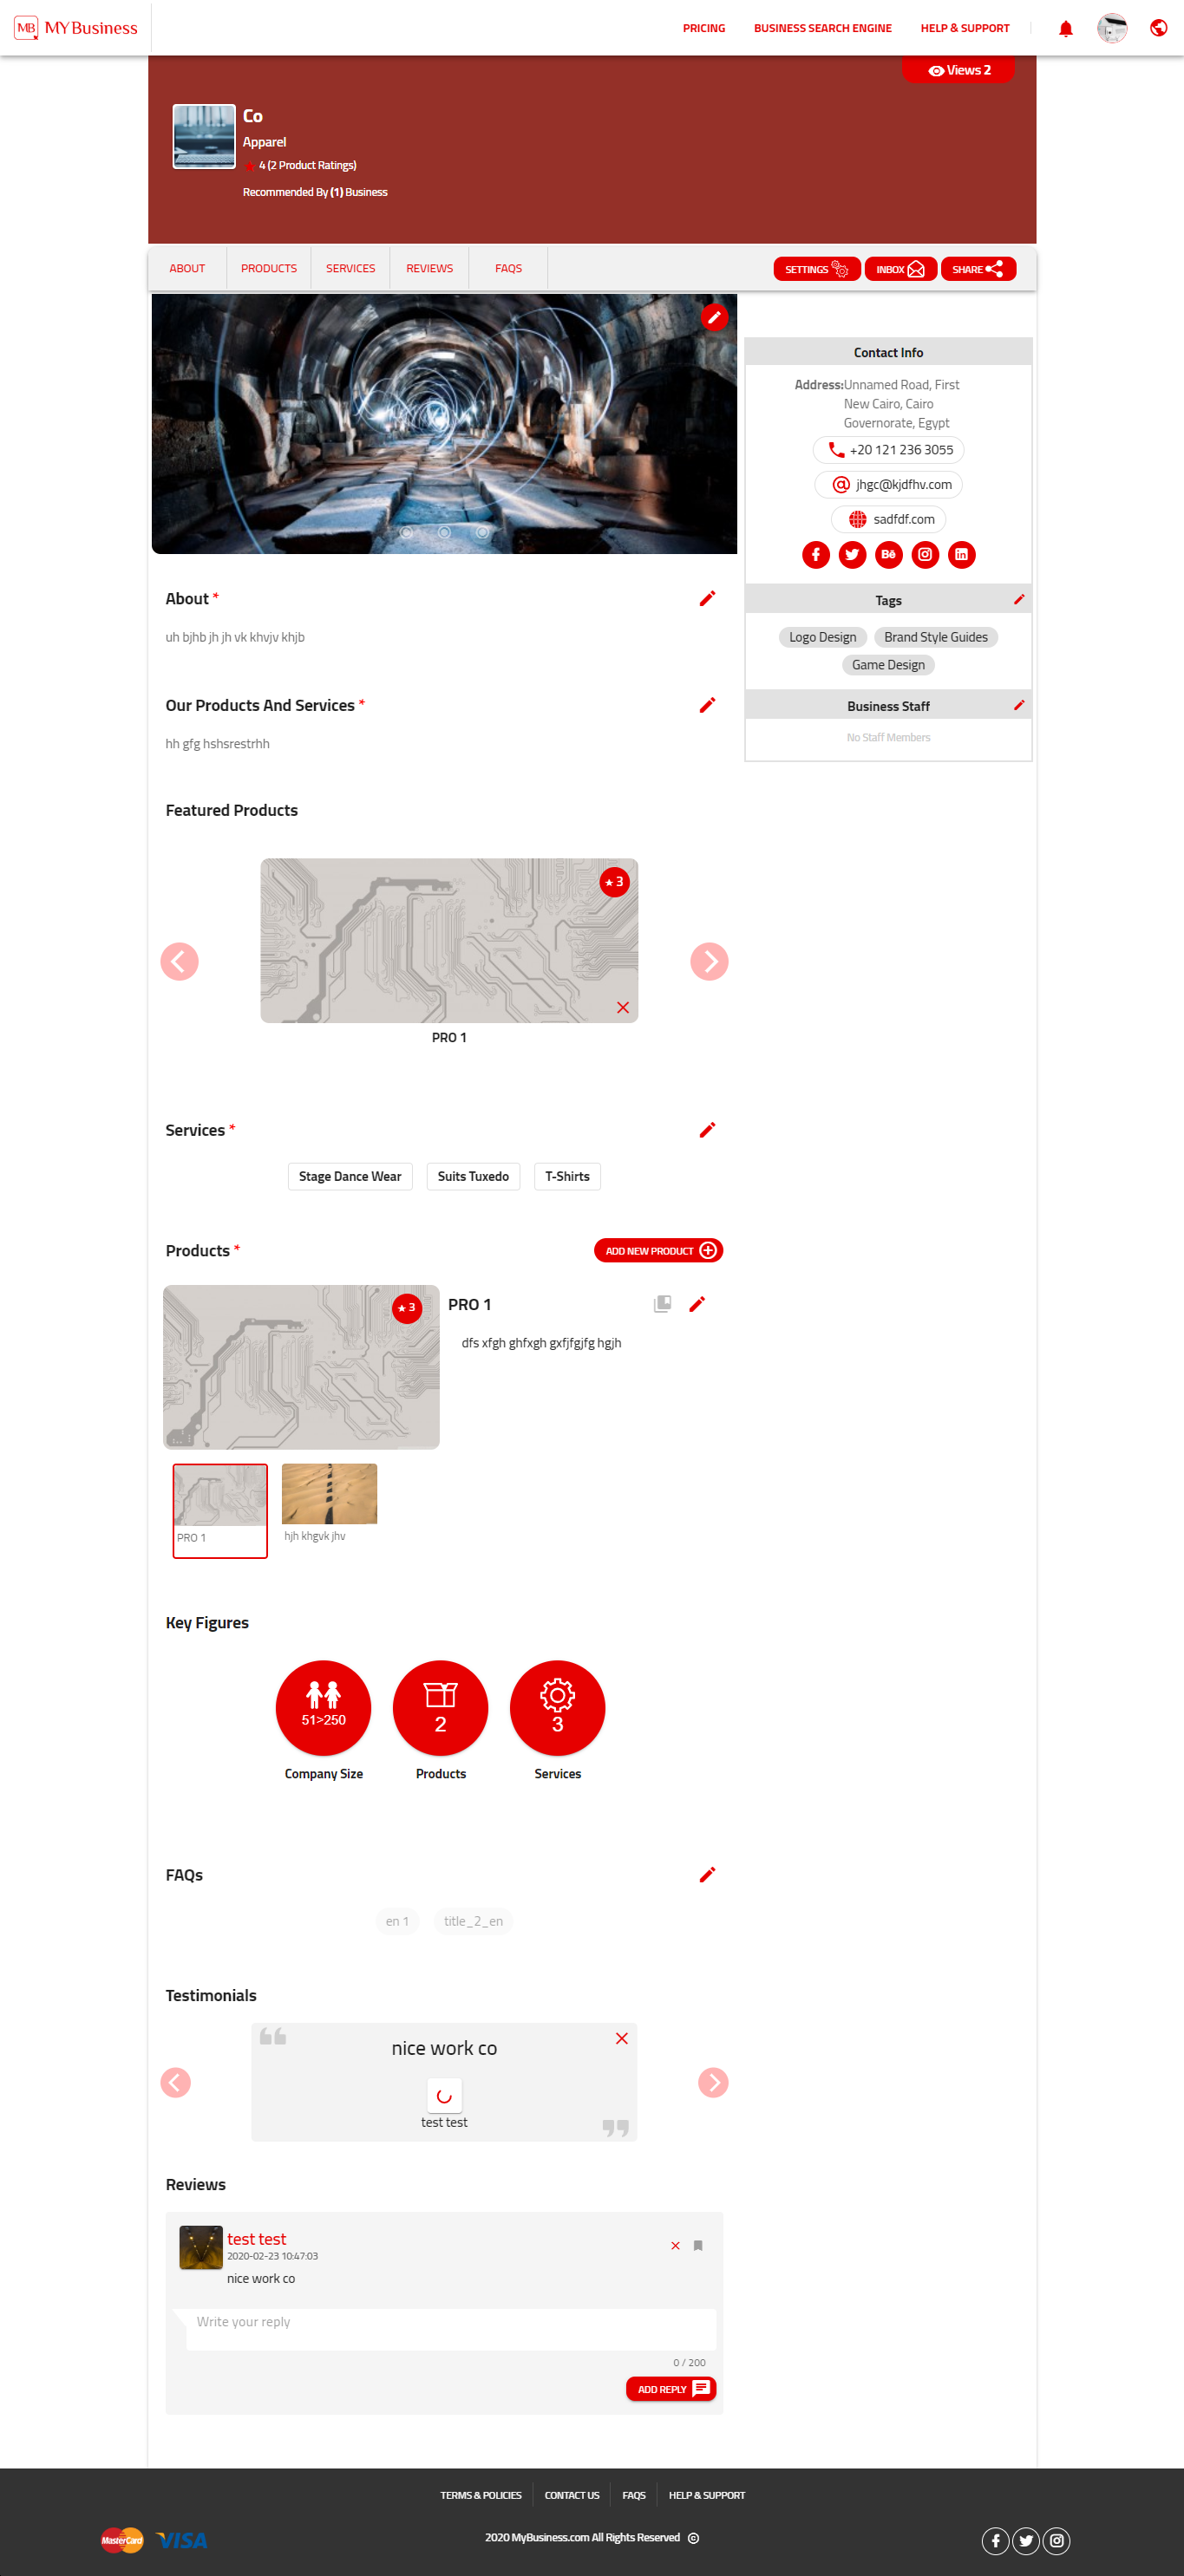 MB MY Business
PRICING
BUSINESS SEARCH ENGINE
HELP & SUPPORT
Views 2
Co
Apparel
4 (2 Product Ratings)
Recommended By (1) Business
ABOUT
PRODUCTS
SERVICES
REVIEWS
FAQS
SETTINGS
INBOX
SHARE
Contact Info
Address:Unnamed Road, First
New Cairo, Cairo
Governorate, Egypt
+20 121 236 3055
jhgc@kjdfhv.com
sadfdf.com
Bē
Tags
Logo Design
Brand Style Guides
Game Design
Business Staff
No Staff Members
About *
uh bjhb jh jh vk khvjv khjb
Our Products And Services *
hh gfg hshsrestrhh
Featured Products
3
PRO 1
Services *
Stage Dance Wear
Suits Tuxedo
T-Shirts
Products *
ADD NEW PRODUCT
3
PRO 1
dfs xfgh ghfxgh gxfjfgjfg hgjh
PRO 1
hjh khgvk jhv
Key Figures
51>250
2
3
Company Size
Products
Services
FAQs
en 1
title_2_en
Testimonials
nice work co
test test
Reviews
test test
2020-02-23 10:47:03
nice work co
Write your reply
0 / 200
ADD REPLY
TERMS & POLICIES
CONTACT US
FAQS
HELP & SUPPORT
MasterCard
VISA
2020 MyBusiness.com All Rights Reserved ©